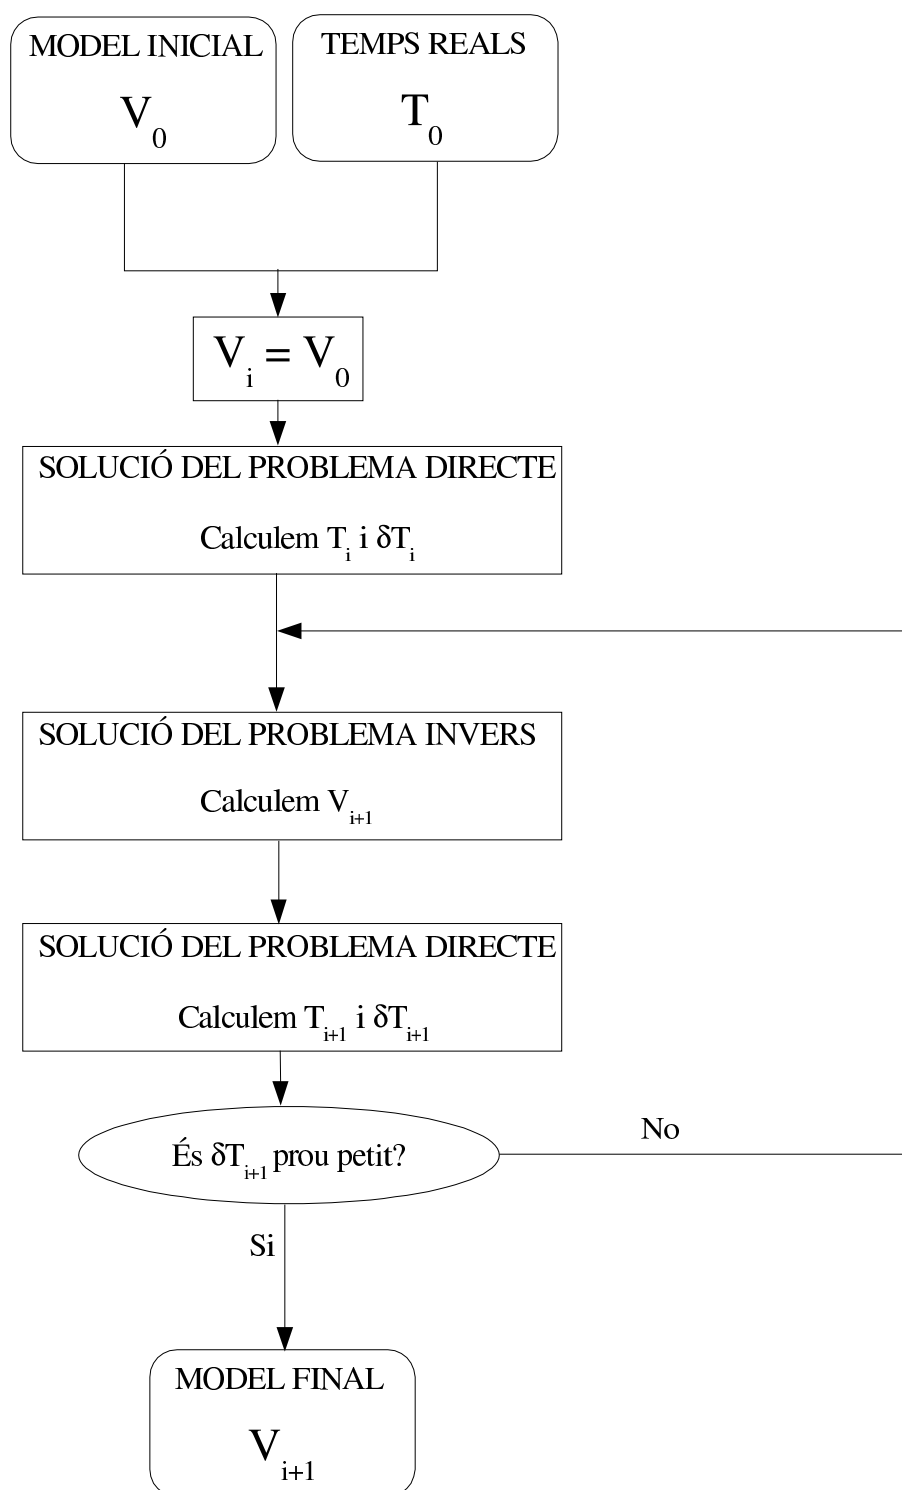 MODEL INICIAL
V₀
TEMPS REALS
T₀
Vᵢ = V₀
SOLUCIÓ DEL PROBLEMA DIRECTE
Calculem Tᵢ i δTᵢ
SOLUCIÓ DEL PROBLEMA INVERS
Calculem Vᵢ₊₁
SOLUCIÓ DEL PROBLEMA DIRECTE
Calculem Tᵢ₊₁ i δTᵢ₊₁
És δTᵢ₊₁ prou petit?
No
Si
MODEL FINAL
Vᵢ₊₁